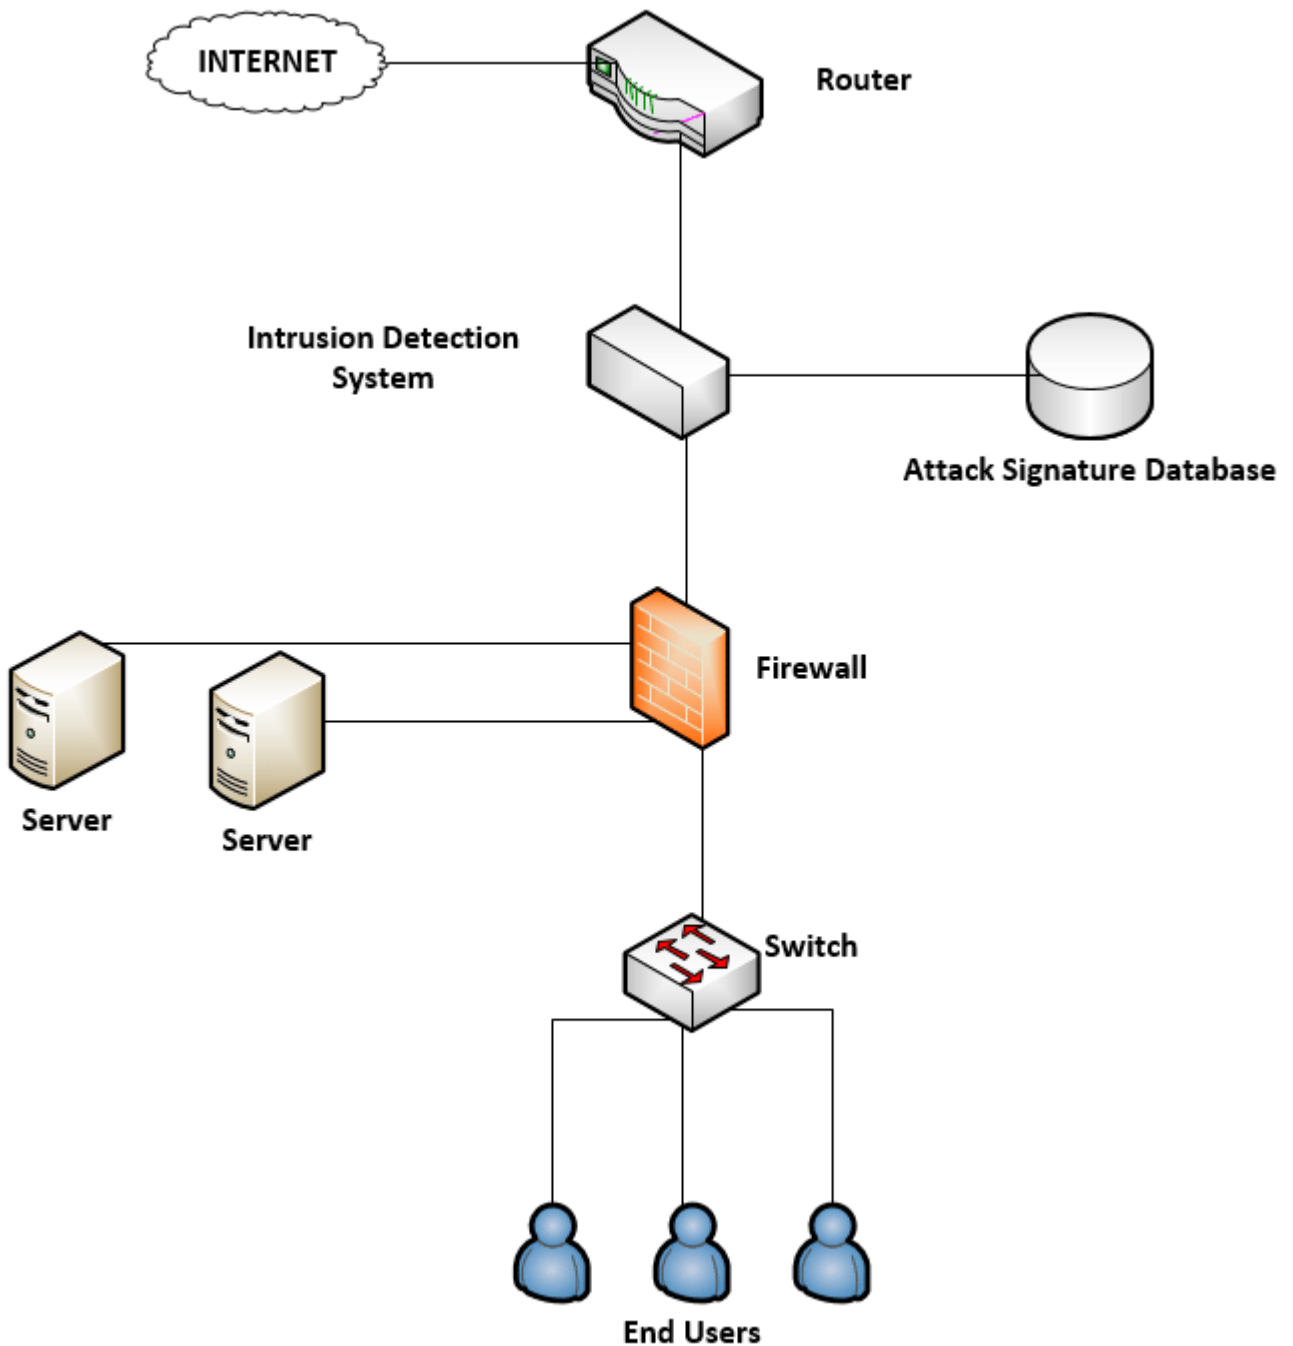 INTERNET
Router
Intrusion Detection
System
Attack Signature Database
Firewall
Server
Server
Switch
End Users